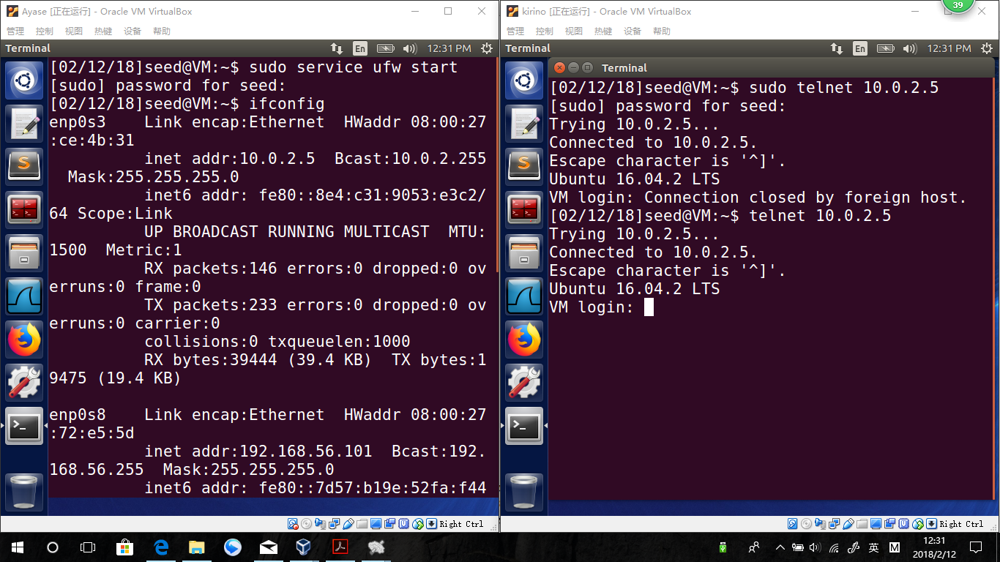 Ayase [正在运行] - Oracle VM VirtualBox
管理 控制 视图 热键 设备 帮助
Terminal En 12:31 PM
[02/12/18]seed@VM:~$ sudo service ufw start
[sudo] password for seed:
[02/12/18]seed@VM:~$ ifconfig
enp0s3    Link encap:Ethernet  HWaddr 08:00:27
:ce:4b:31
inet addr:10.0.2.5  Bcast:10.0.2.255
Mask:255.255.255.0
inet6 addr: fe80::8e4:c31:9053:e3c2/
64 Scope:Link
UP BROADCAST RUNNING MULTICAST  MTU:
1500  Metric:1
RX packets:146 errors:0 dropped:0 ov
erruns:0 frame:0
TX packets:233 errors:0 dropped:0 ov
erruns:0 carrier:0
collisions:0 txqueuelen:1000
RX bytes:39444 (39.4 KB)  TX bytes:1
9475 (19.4 KB)
enp0s8    Link encap:Ethernet  HWaddr 08:00:27
:72:e5:5d
inet addr:192.168.56.101  Bcast:192.
168.56.255  Mask:255.255.255.0
inet6 addr: fe80::7d57:b19e:52fa:f44
Right Ctrl
kirino [正在运行] - Oracle VM VirtualBox
39
管理 控制 视图 热键 设备 帮助
Terminal En 12:31 PM
Terminal
[02/12/18]seed@VM:~$ sudo telnet 10.0.2.5
[sudo] password for seed:
Trying 10.0.2.5...
Connected to 10.0.2.5.
Escape character is '^]'.
Ubuntu 16.04.2 LTS
VM login: Connection closed by foreign host.
[02/12/18]seed@VM:~$ telnet 10.0.2.5
Trying 10.0.2.5...
Connected to 10.0.2.5.
Escape character is '^]'.
Ubuntu 16.04.2 LTS
VM login:
Right Ctrl
英 M 12:31
2018/2/12